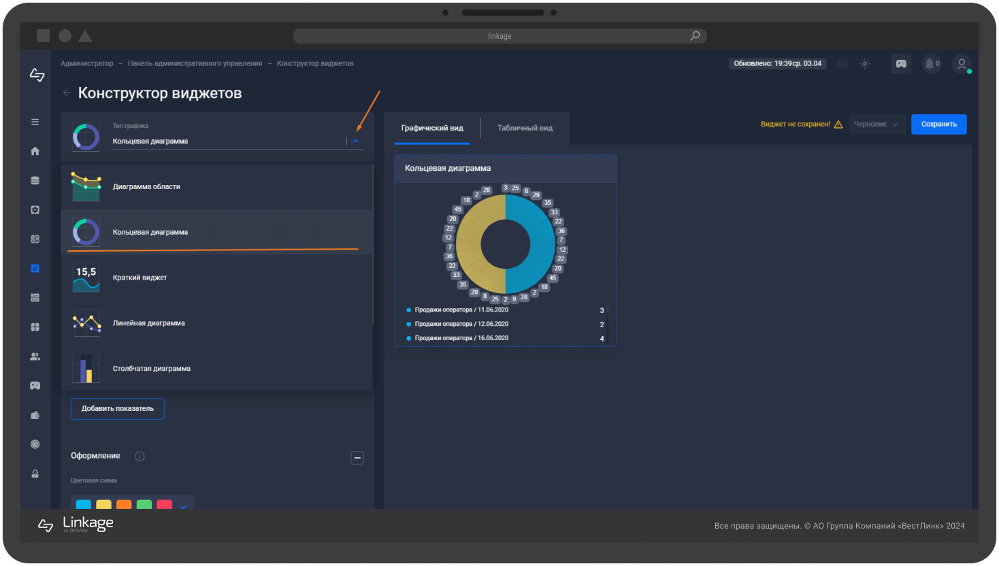 linkage
Администратор – Панель административного управления – Конструктор виджетов
Обновлено: 19:39 ср. 03.04
0
Конструктор виджетов
Тип графика
Кольцевая диаграмма
Диаграмма области
Кольцевая диаграмма
15,5
Краткий виджет
Линейная диаграмма
Столбчатая диаграмма
Добавить показатель
Оформление
Цветовая схема
Графический вид
Табличный вид
Виджет не сохранен!
Черновик
Сохранить
Кольцевая диаграмма
3 25 8 29 35 33 22 36 7 12 22 20 45 18 2 28 9 2 25 8 29 35 33 22 36 7 12 22 20 45 18 2 28
Продажи оператора / 11.06.2020 3
Продажи оператора / 12.06.2020 2
Продажи оператора / 16.06.2020 4
Linkage
AI DRIVEN
Все права защищены. © АО Группа Компаний «ВестЛинк» 2024